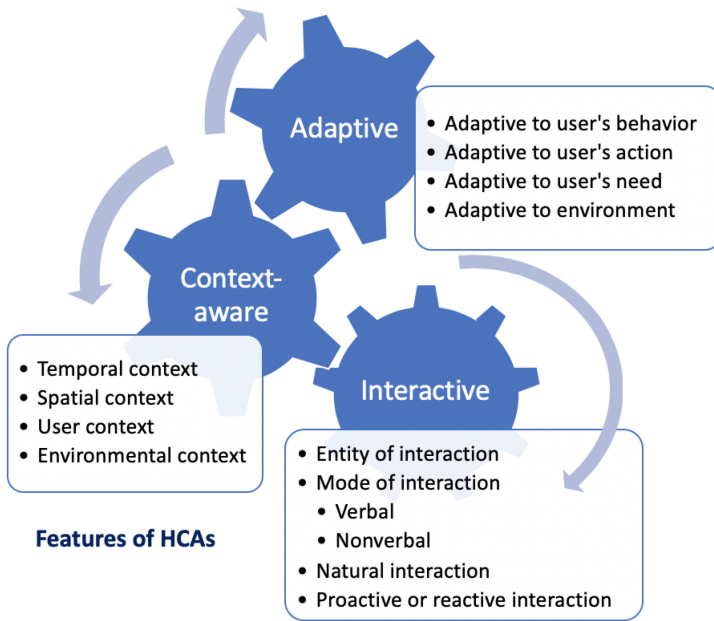 Adaptive
• Adaptive to user's behavior
• Adaptive to user's action
• Adaptive to user's need
• Adaptive to environment
Context-
aware
• Temporal context
• Spatial context
• User context
• Environmental context
Interactive
• Entity of interaction
• Mode of interaction
• Verbal
• Nonverbal
• Natural interaction
• Proactive or reactive interaction
Features of HCAs